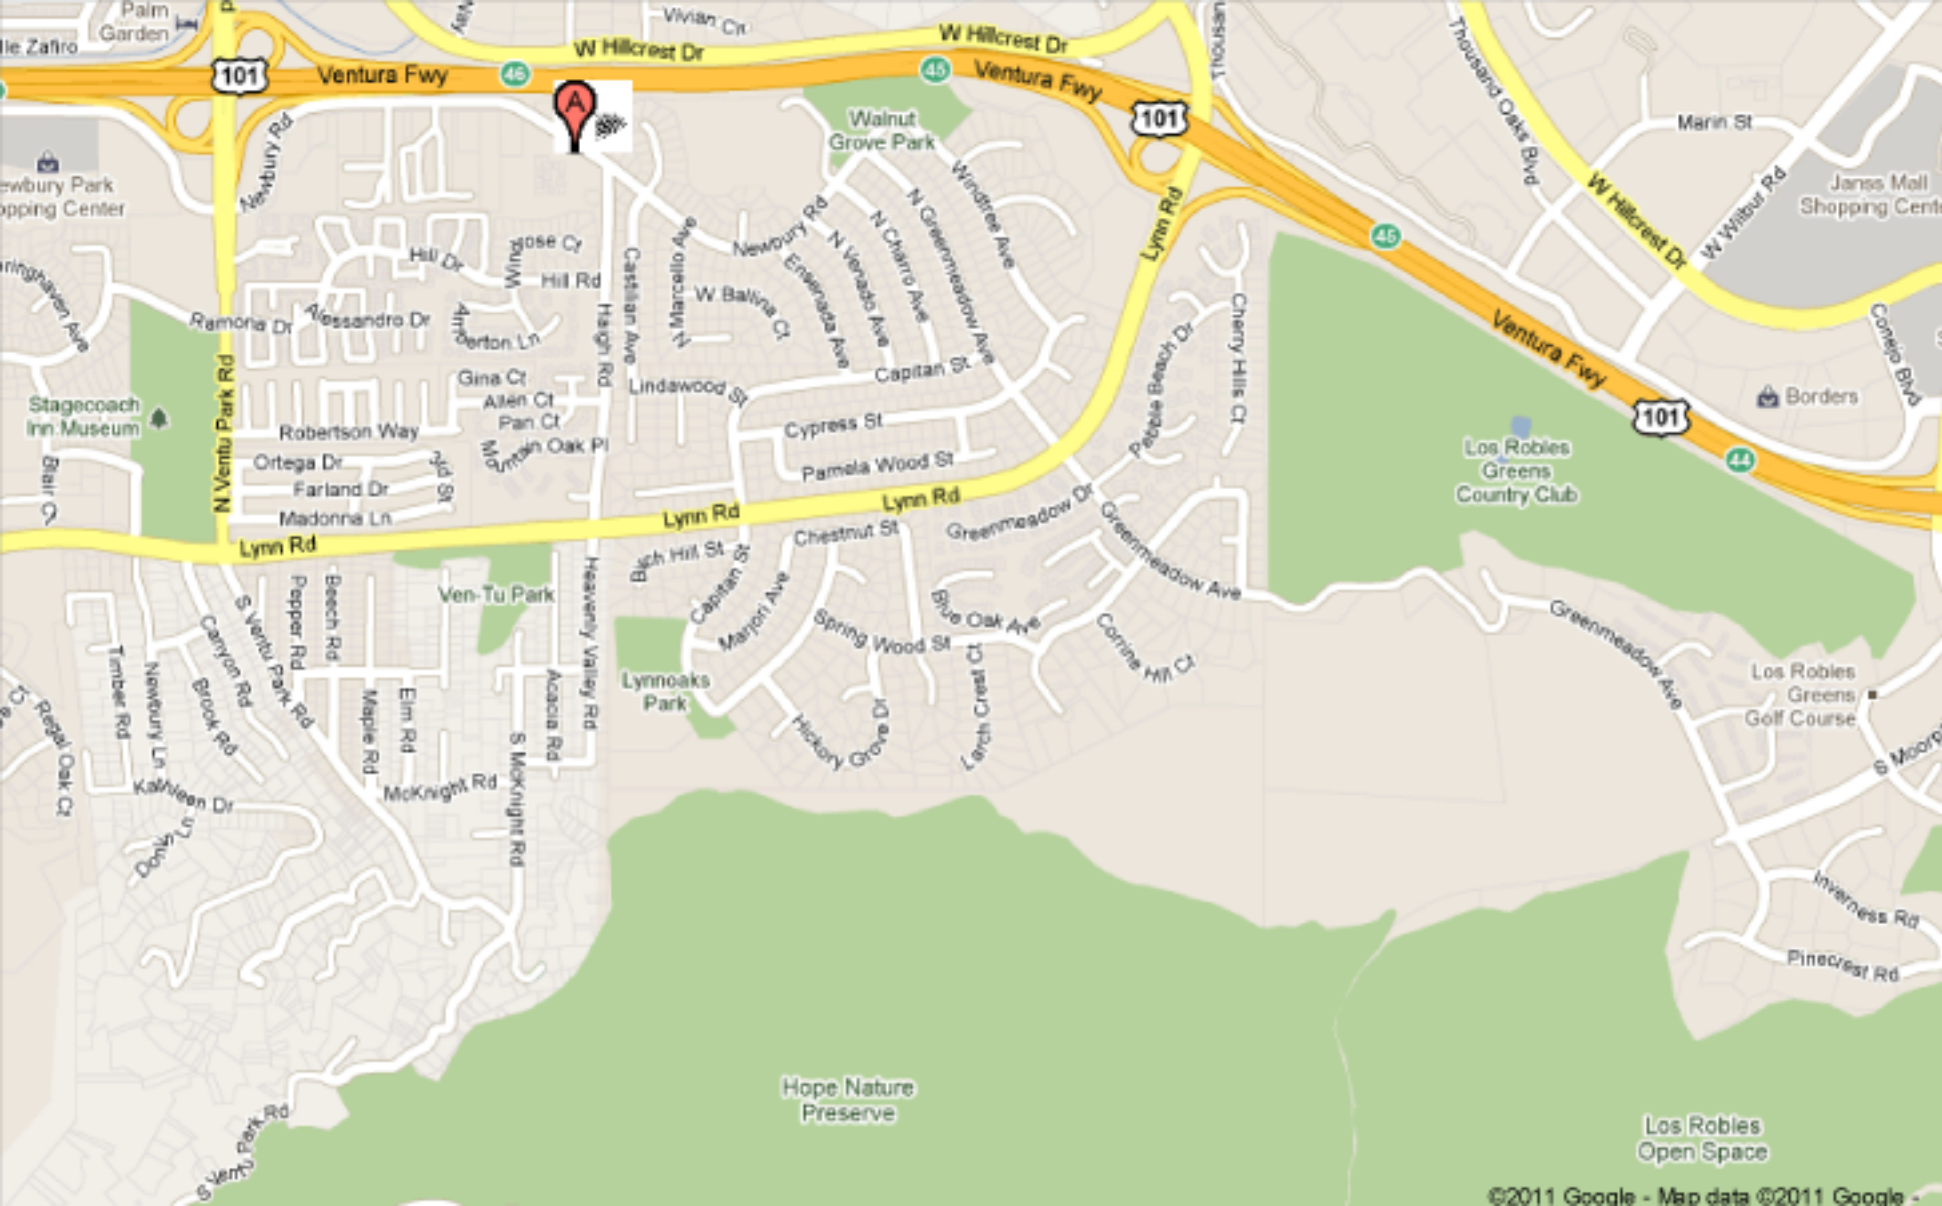 Palm
Garden
lle Zafiro
101
Ventura Fwy
46
W Hillcrest Dr
Vivian Ct
Way
W Hillcrest Dr
45
Ventura Fwy
101
Thousan
Thousand Oaks Blvd
Marin St
W Hillcrest Dr
W Wilbur Rd
Janss Mall
Shopping Cente
A
Walnut
Grove Park
Newbury Rd
ewbury Park
opping Center
Windtree Ave
N Greenmeadow Ave
N Charro Ave
N Venado Ave
Ensenada Ave
Newbury Rd
N Marcello Ave
W Ballina Ct
Castilian Ave
Haigh Rd
Hill Rd
Hill Dr
Lynn Rd
45
Ventura Fwy
101
44
Conejo Blvd
Borders
aringhaven Ave
Ramona Dr
Alessandro Dr
Cherry Hills Ct
Pebble Beach Dr
Capitan St
Lindawood St
Gina Ct
Allen Ct
Pan Ct
Stagecoach
Inn Museum
N Ventu Park Rd
Robertson Way
Ortega Dr
Farland Dr
Madonna Ln
Cypress St
Pamela Wood St
Los Robles
Greens
Country Club
Lynn Rd
Lynn Rd
Lynn Rd
Greenmeadow Dr
Greenmeadow Ave
Chestnut St
Birch Hill St
Capitan St
Marjori Ave
Ven-Tu Park
Heavenly Valley Rd
Beech Rd
Pepper Rd
S Ventu Park Rd
Canyon Rd
Brook Rd
Newbury Ln
Timber Rd
Regal Oak Ct
Maple Rd
Elm Rd
Acacia Rd
S McKnight Rd
McKnight Rd
Kathleen Dr
Lynnoaks
Park
Spring Wood St
Blue Oak Ave
Corrine Hill Ct
Larch Crest Ct
Hickory Grove Dr
Greenmeadow Ave
Los Robles
Greens
Golf Course
S Moorp
Inverness Rd
Pinecrest Rd
S Ventu Park Rd
Hope Nature
Preserve
Los Robles
Open Space
©2011 Google - Map data ©2011 Google -